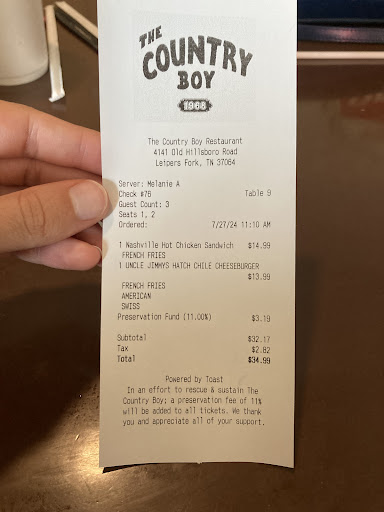 THE
COUNTRY
BOY
1968
The Country Boy Restaurant
4141 Old Hillsboro Road
Leipers Fork, TN 37064
Server: Melanie A
Check #76 Table 9
Guest Count: 3
Seats 1, 2
Ordered: 7/27/24 11:10 AM
1 Nashville Hot Chicken Sandwich $14.99
FRENCH FRIES
1 UNCLE JIMMYS HATCH CHILE CHEESEBURGER
$13.99
FRENCH FRIES
AMERICAN
SWISS
Preservation Fund (11.00%) $3.19
Subtotal $32.17
Tax $2.82
Total $34.99
Powered by Toast
In an effort to rescue & sustain The
Country Boy; a preservation fee of 11%
will be added to all tickets. We thank
you and appreciate all of your support.